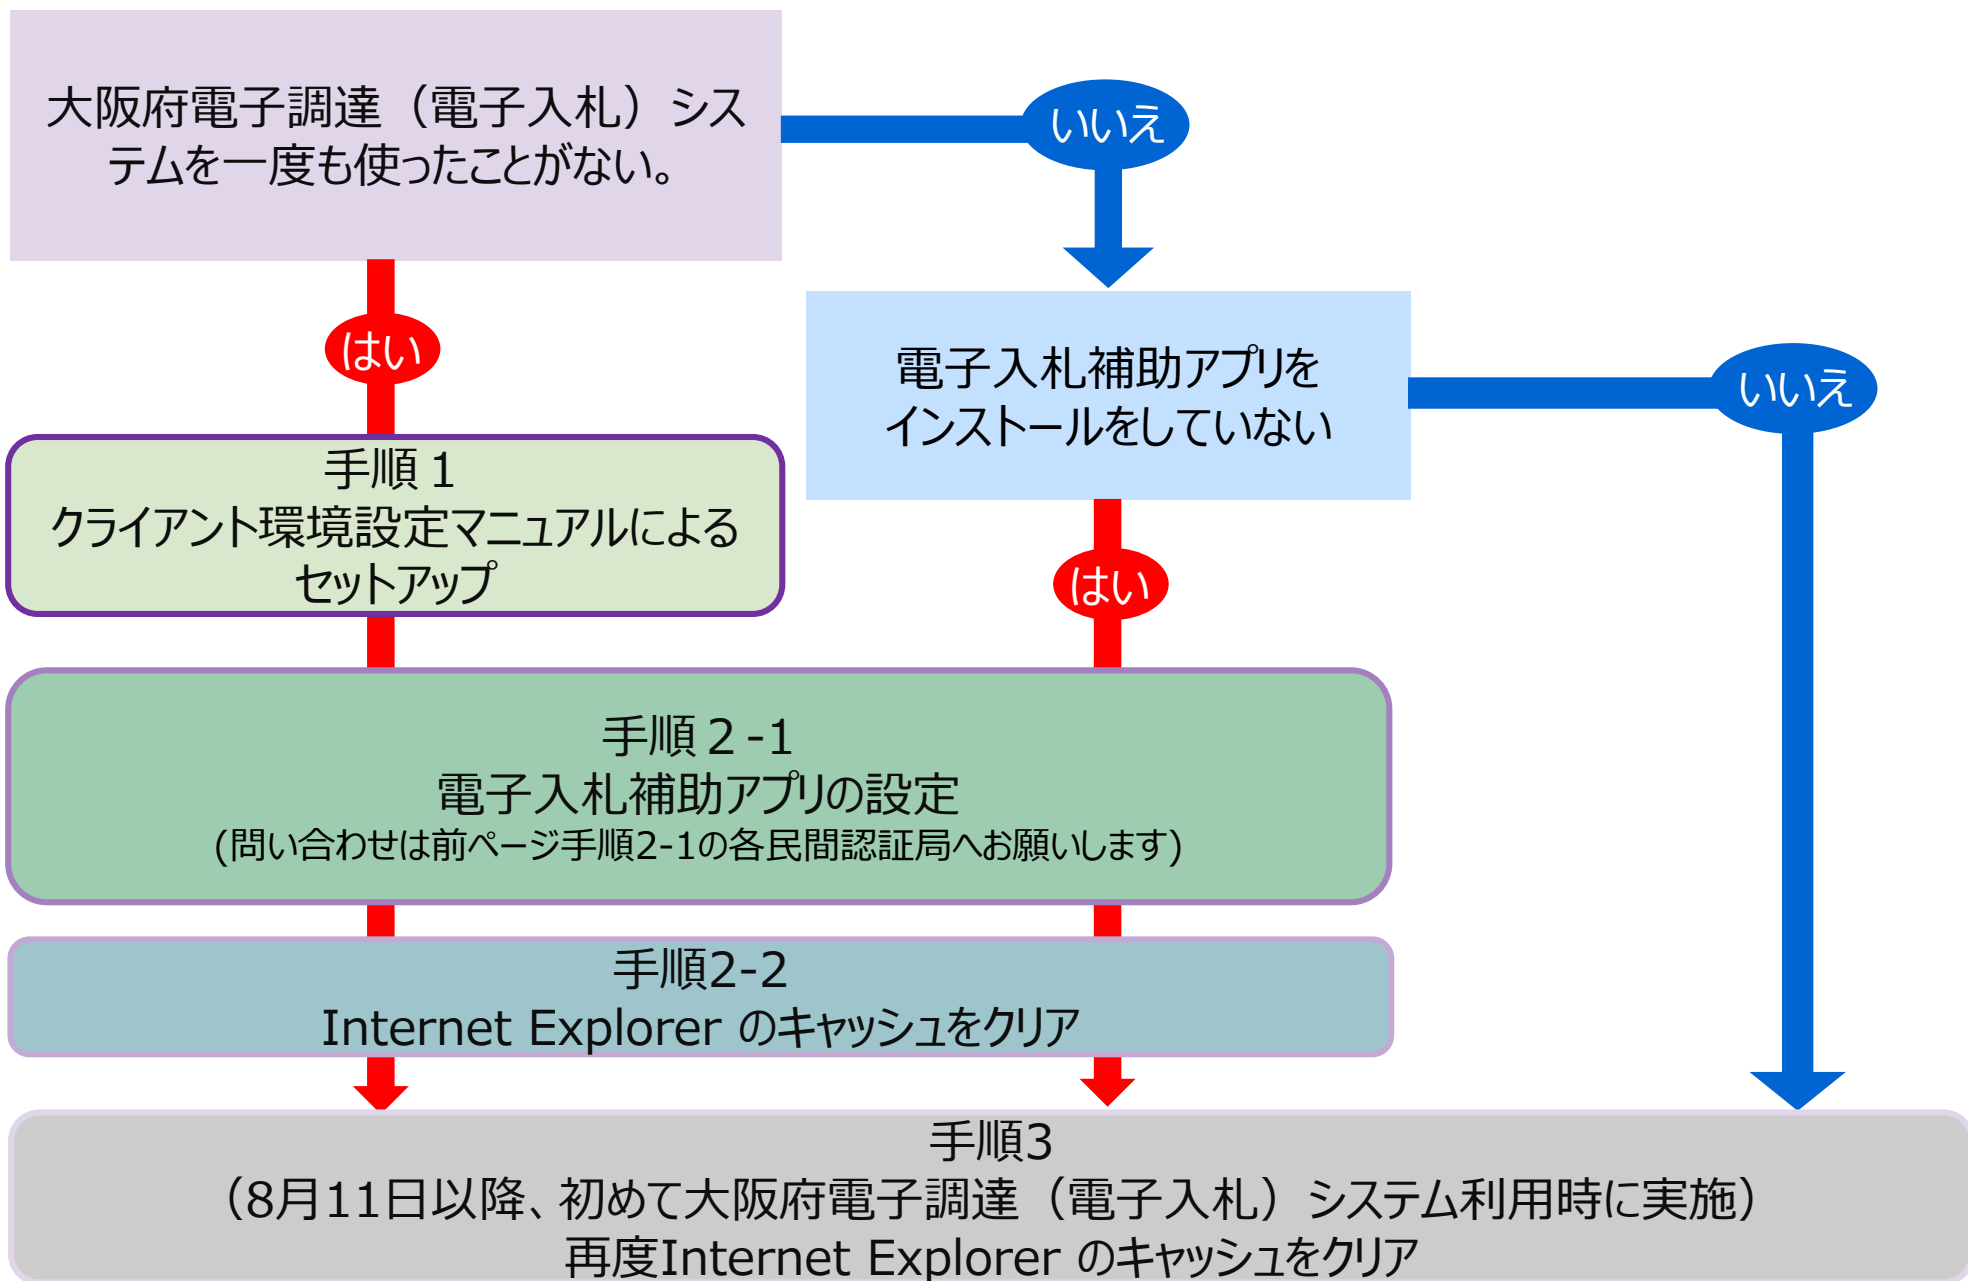 大阪府電子調達（電子入札）シス
テムを一度も使ったことがない。
いいえ
はい
電子入札補助アプリを
インストールをしていない
いいえ
手順１
クライアント環境設定マニュアルによる
セットアップ
はい
手順２-1
電子入札補助アプリの設定
(問い合わせは前ページ手順2-1の各民間認証局へお願いします)
手順2-2
Internet Explorer のキャッシュをクリア
手順3
（8月11日以降、初めて大阪府電子調達（電子入札）システム利用時に実施）
再度Internet Explorer のキャッシュをクリア